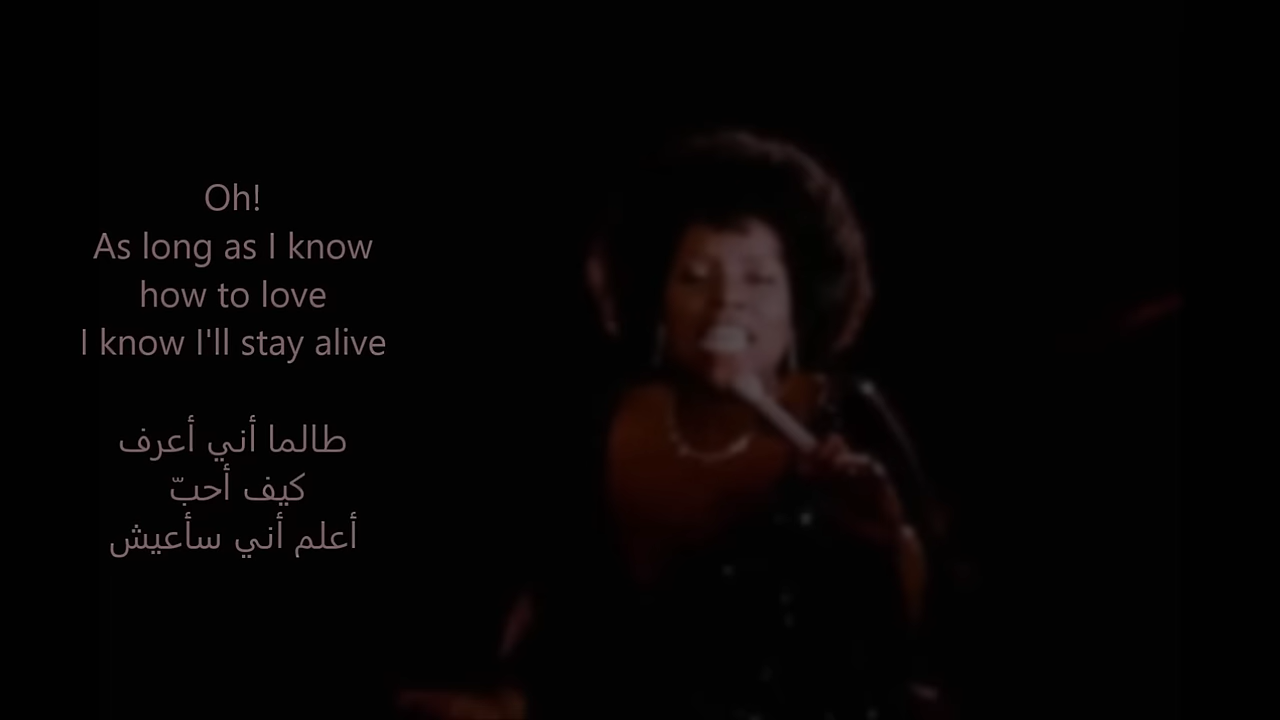 Oh!
As long as I know
how to love
I know I'll stay alive
طالما أني أعرف
كيف أحبّ
أعلم أني سأعيش